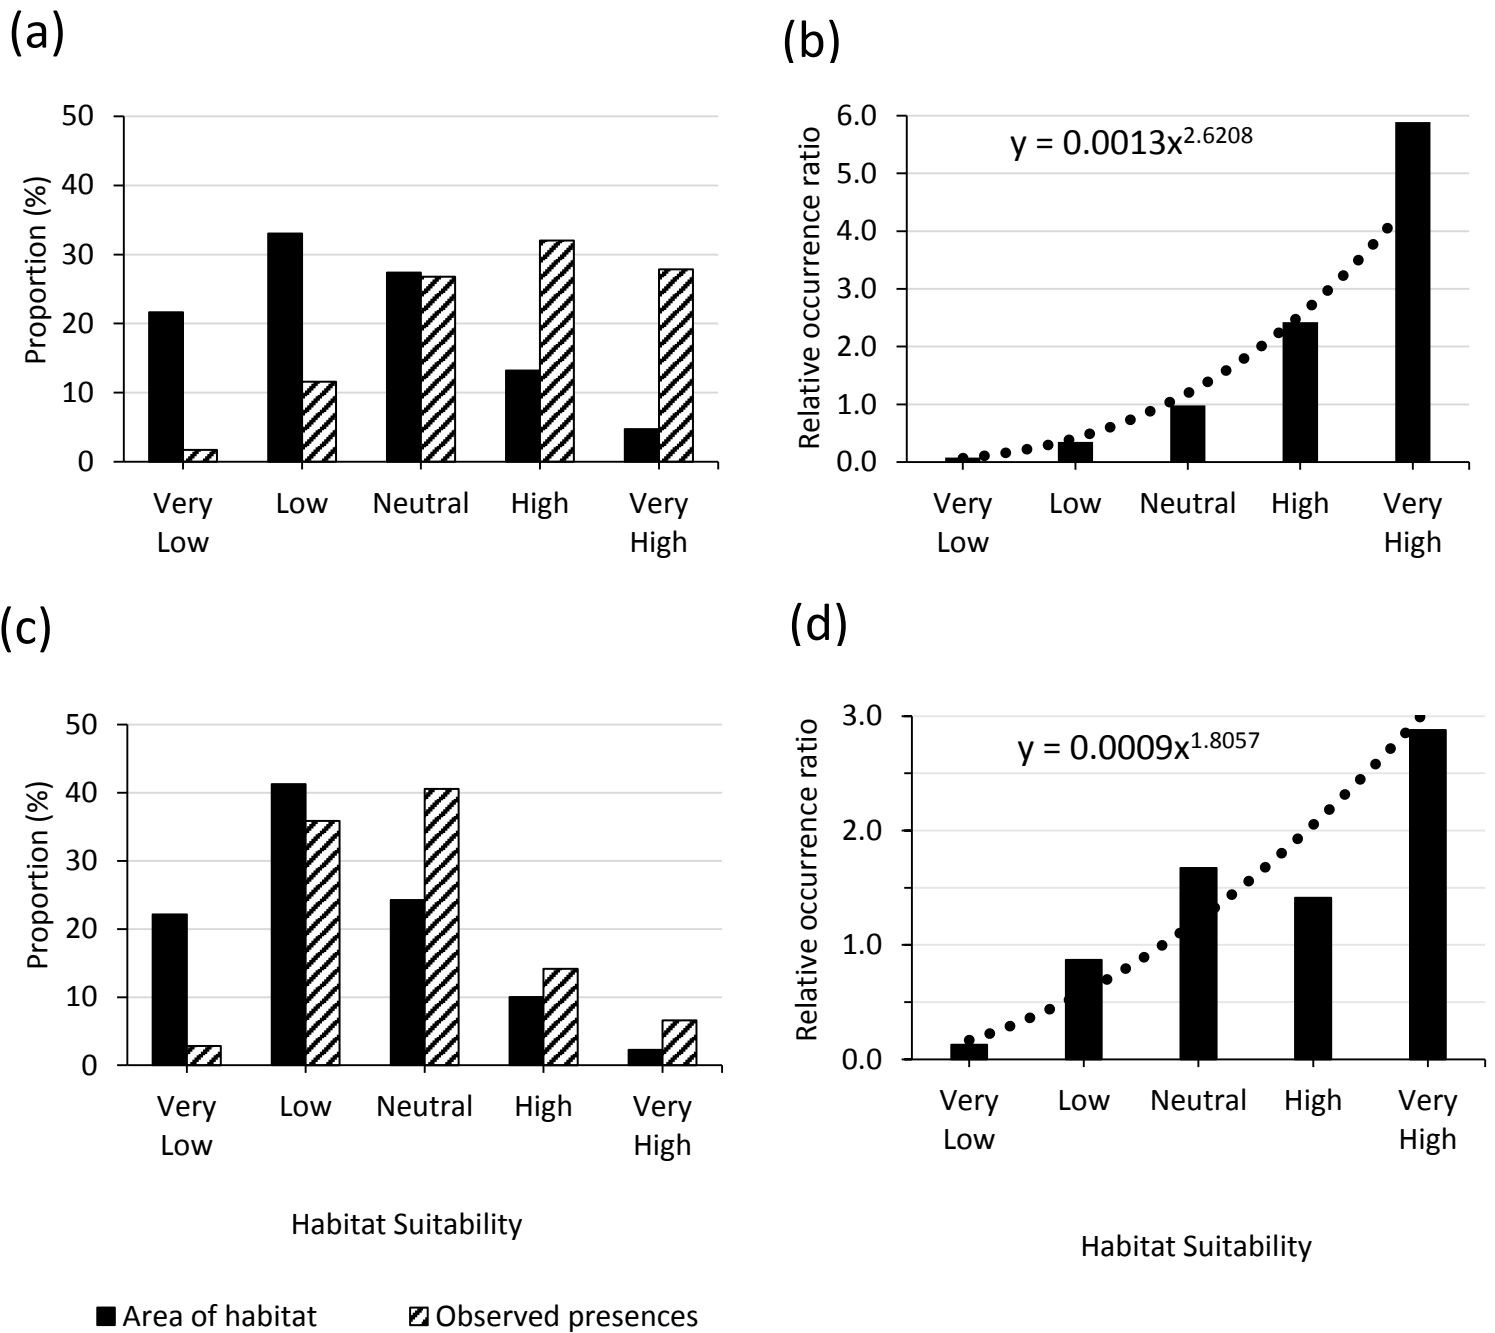 (a)
50
40
30
20
10
0
Proportion (%)
Very Low
Low
Neutral
High
Very High
(b)
6.0
5.0
4.0
3.0
2.0
1.0
0.0
Relative occurrence ratio
y = 0.0013x^2.6208
Very Low
Low
Neutral
High
Very High
(c)
50
40
30
20
10
0
Proportion (%)
Very Low
Low
Neutral
High
Very High
Habitat Suitability
Area of habitat
Observed presences
(d)
3.0
2.0
1.0
0.0
Relative occurrence ratio
y = 0.0009x^1.8057
Very Low
Low
Neutral
High
Very High
Habitat Suitability